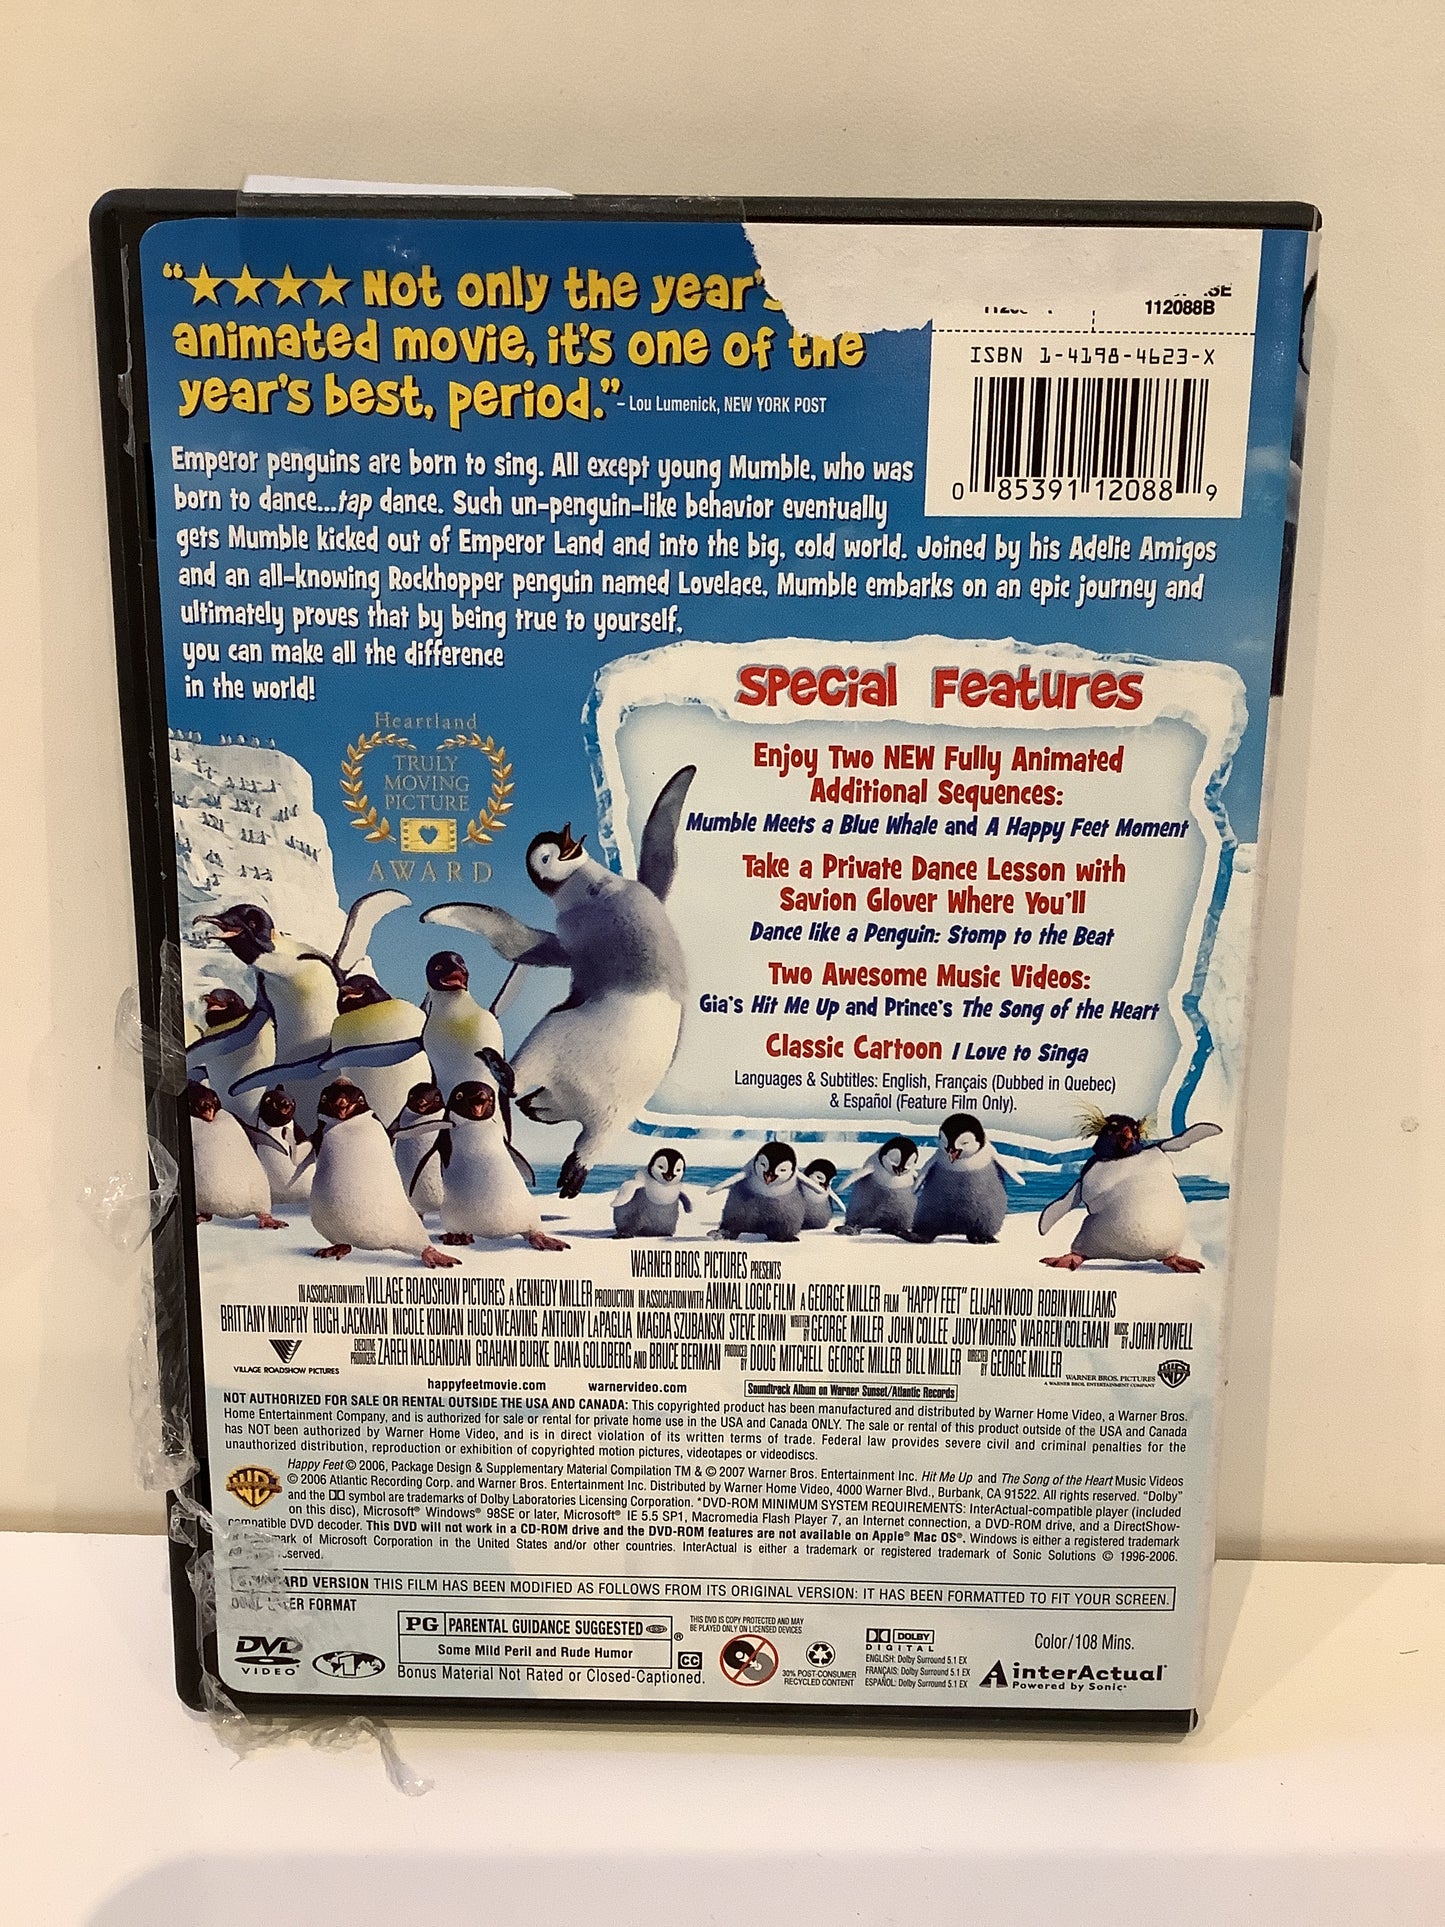 “★★★★ Not only the year's
animated movie, it's one of the
year's best, period.” – Lou Lumenick, NEW YORK POST
112088B
ISBN 1-4198-4623-X
0 85391 12088 9
Emperor penguins are born to sing. All except young Mumble, who was
born to dance...tap dance. Such un-penguin-like behavior eventually
gets Mumble kicked out of Emperor Land and into the big, cold world. Joined by his Adelie Amigos
and an all-knowing Rockhopper penguin named Lovelace, Mumble embarks on an epic journey and
ultimately proves that by being true to yourself,
you can make all the difference
in the world!
Heartland
TRULY
MOVING
PICTURE
AWARD
Special Features
Enjoy Two NEW Fully Animated
Additional Sequences:
Mumble Meets a Blue Whale and A Happy Feet Moment
Take a Private Dance Lesson with
Savion Glover Where You'll
Dance like a Penguin: Stomp to the Beat
Two Awesome Music Videos:
Gia's Hit Me Up and Prince's The Song of the Heart
Classic Cartoon I Love to Singa
Languages & Subtitles: English, Français (Dubbed in Quebec)
& Español (Feature Film Only).
WARNER BROS. PICTURES PRESENTS
IN ASSOCIATION WITH VILLAGE ROADSHOW PICTURES A KENNEDY MILLER PRODUCTION IN ASSOCIATION WITH ANIMAL LOGIC FILM A GEORGE MILLER FILM “HAPPY FEET” ELIJAH WOOD ROBIN WILLIAMS
BRITTANY MURPHY HUGH JACKMAN NICOLE KIDMAN HUGO WEAVING ANTHONY LaPAGLIA MAGDA SZUBANSKI STEVE IRWIN WRITTEN BY GEORGE MILLER JOHN COLLEE JUDY MORRIS WARREN COLEMAN MUSIC BY JOHN POWELL
EXECUTIVE PRODUCERS ZAREH NALBANDIAN GRAHAM BURKE DANA GOLDBERG AND BRUCE BERMAN PRODUCED BY DOUG MITCHELL GEORGE MILLER BILL MILLER DIRECTED BY GEORGE MILLER
VILLAGE ROADSHOW PICTURES
WARNER BROS. PICTURES
A WARNER BROS. ENTERTAINMENT COMPANY
happyfeetmovie.com warnervideo.com Soundtrack Album on Warner Sunset/Atlantic Records
NOT AUTHORIZED FOR SALE OR RENTAL OUTSIDE THE USA AND CANADA: This copyrighted product has been manufactured and distributed by Warner Home Video, a Warner Bros.
Home Entertainment Company, and is authorized for sale or rental for private home use in the USA and Canada ONLY. The sale or rental of this product outside of the USA and Canada
has NOT been authorized by Warner Home Video, and is in direct violation of its written terms of trade. Federal law provides severe civil and criminal penalties for the
unauthorized distribution, reproduction or exhibition of copyrighted motion pictures, videotapes or videodiscs.
Happy Feet © 2006, Package Design & Supplementary Material Compilation TM & © 2007 Warner Bros. Entertainment Inc. Hit Me Up and The Song of the Heart Music Videos
© 2006 Atlantic Recording Corp. and Warner Bros. Entertainment Inc. Distributed by Warner Home Video, 4000 Warner Blvd., Burbank, CA 91522. All rights reserved. “Dolby”
and the DD symbol are trademarks of Dolby Laboratories Licensing Corporation. *DVD-ROM MINIMUM SYSTEM REQUIREMENTS: InterActual-compatible player (included
on this disc), Microsoft® Windows® 98SE or later, Microsoft® IE 5.5 SP1, Macromedia Flash Player 7, an Internet connection, a DVD-ROM drive, and a DirectShow-
compatible DVD decoder. This DVD will not work in a CD-ROM drive and the DVD-ROM features are not available on Apple® Mac OS®. Windows is either a registered trademark
of Microsoft Corporation in the United States and/or other countries. InterActual is either a trademark or registered trademark of Sonic Solutions © 1996-2006.
VERSION THIS FILM HAS BEEN MODIFIED AS FOLLOWS FROM ITS ORIGINAL VERSION: IT HAS BEEN FORMATTED TO FIT YOUR SCREEN.
FORMAT
DVD
VIDEO
1
PG PARENTAL GUIDANCE SUGGESTED ®
Some Mild Peril and Rude Humor
CC
Bonus Material Not Rated or Closed-Captioned.
THIS DVD IS COPY PROTECTED AND MAY
BE PLAYED ONLY ON LICENSED DEVICES
30% POST-CONSUMER
RECYCLED CONTENT
DOLBY
DIGITAL
ENGLISH: Dolby Surround 5.1 EX
FRANÇAIS: Dolby Surround 5.1 EX
ESPAÑOL: Dolby Surround 5.1 EX
Color/108 Mins.
interActual
Powered by Sonic